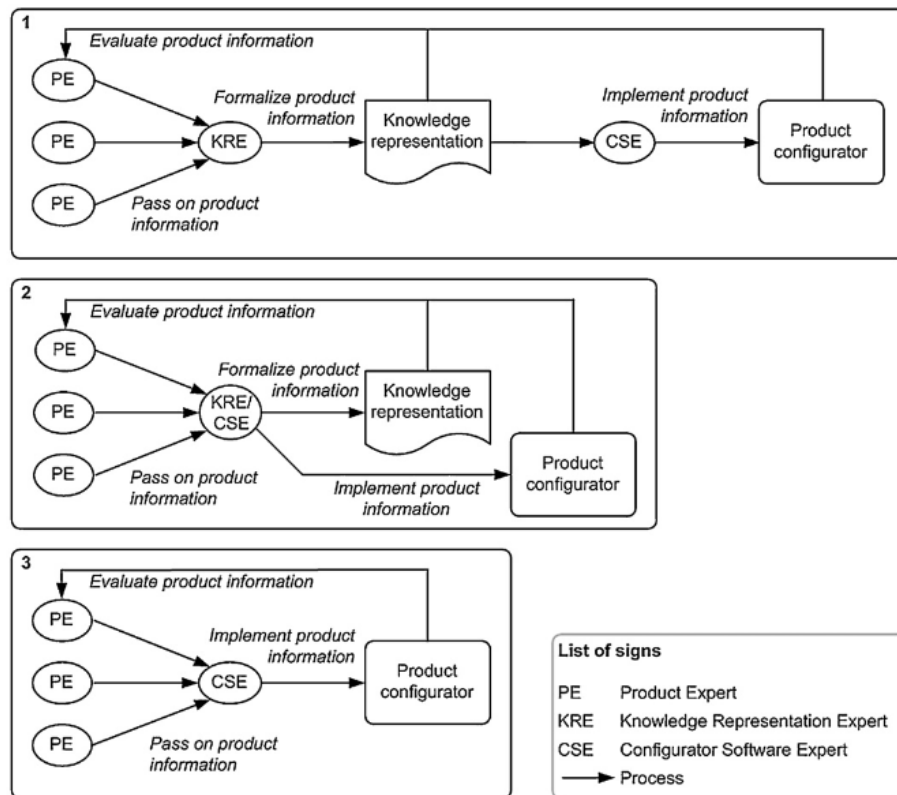 1
Evaluate product information
PE
PE
PE
KRE
Formalize product
information
Knowledge
representation
CSE
Implement product
information
Product
configurator
Pass on product
information
2
Evaluate product information
PE
PE
PE
KRE/
CSE
Formalize product
information
Knowledge
representation
Product
configurator
Pass on product
information
Implement product
information
3
Evaluate product information
PE
PE
PE
CSE
Implement product
information
Product
configurator
Pass on product
information
List of signs
PE Product Expert
KRE Knowledge Representation Expert
CSE Configurator Software Expert
Process